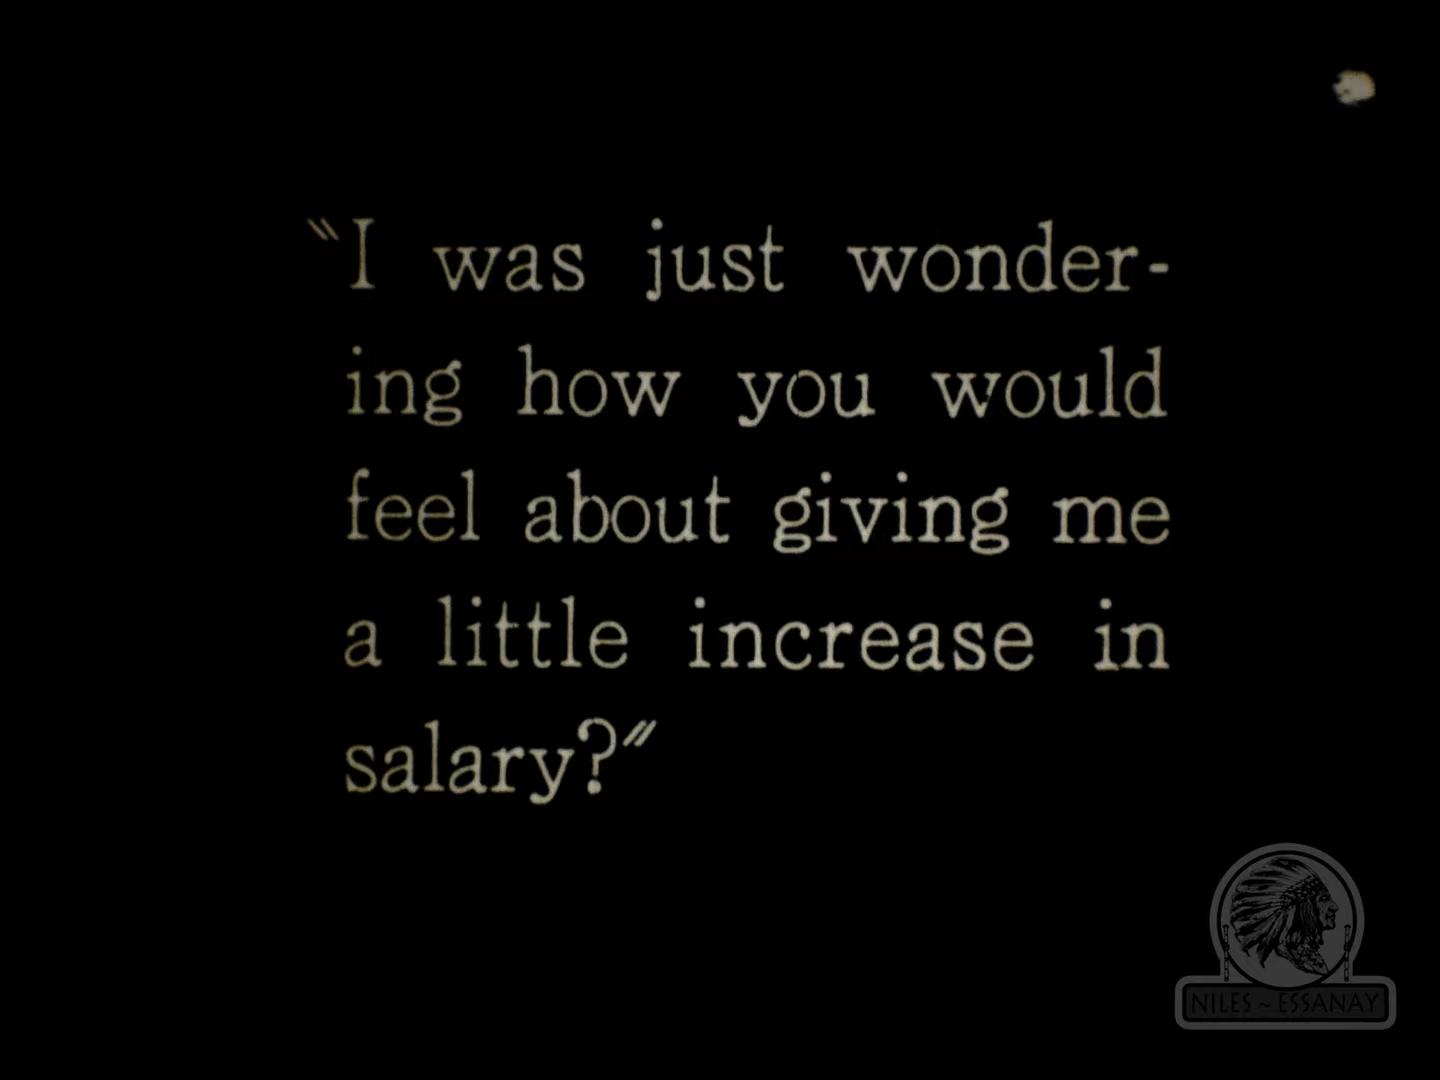 "I was just wonder-
ing how you would
feel about giving me
a little increase in
salary?"
NILES ~ ESSANAY